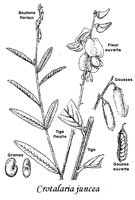 Boutons
floraux
Fleur
ouverte
Gousses
Tige
fleurie
Tige
Graines
Gousse
ouverte
Crotalaria juncea